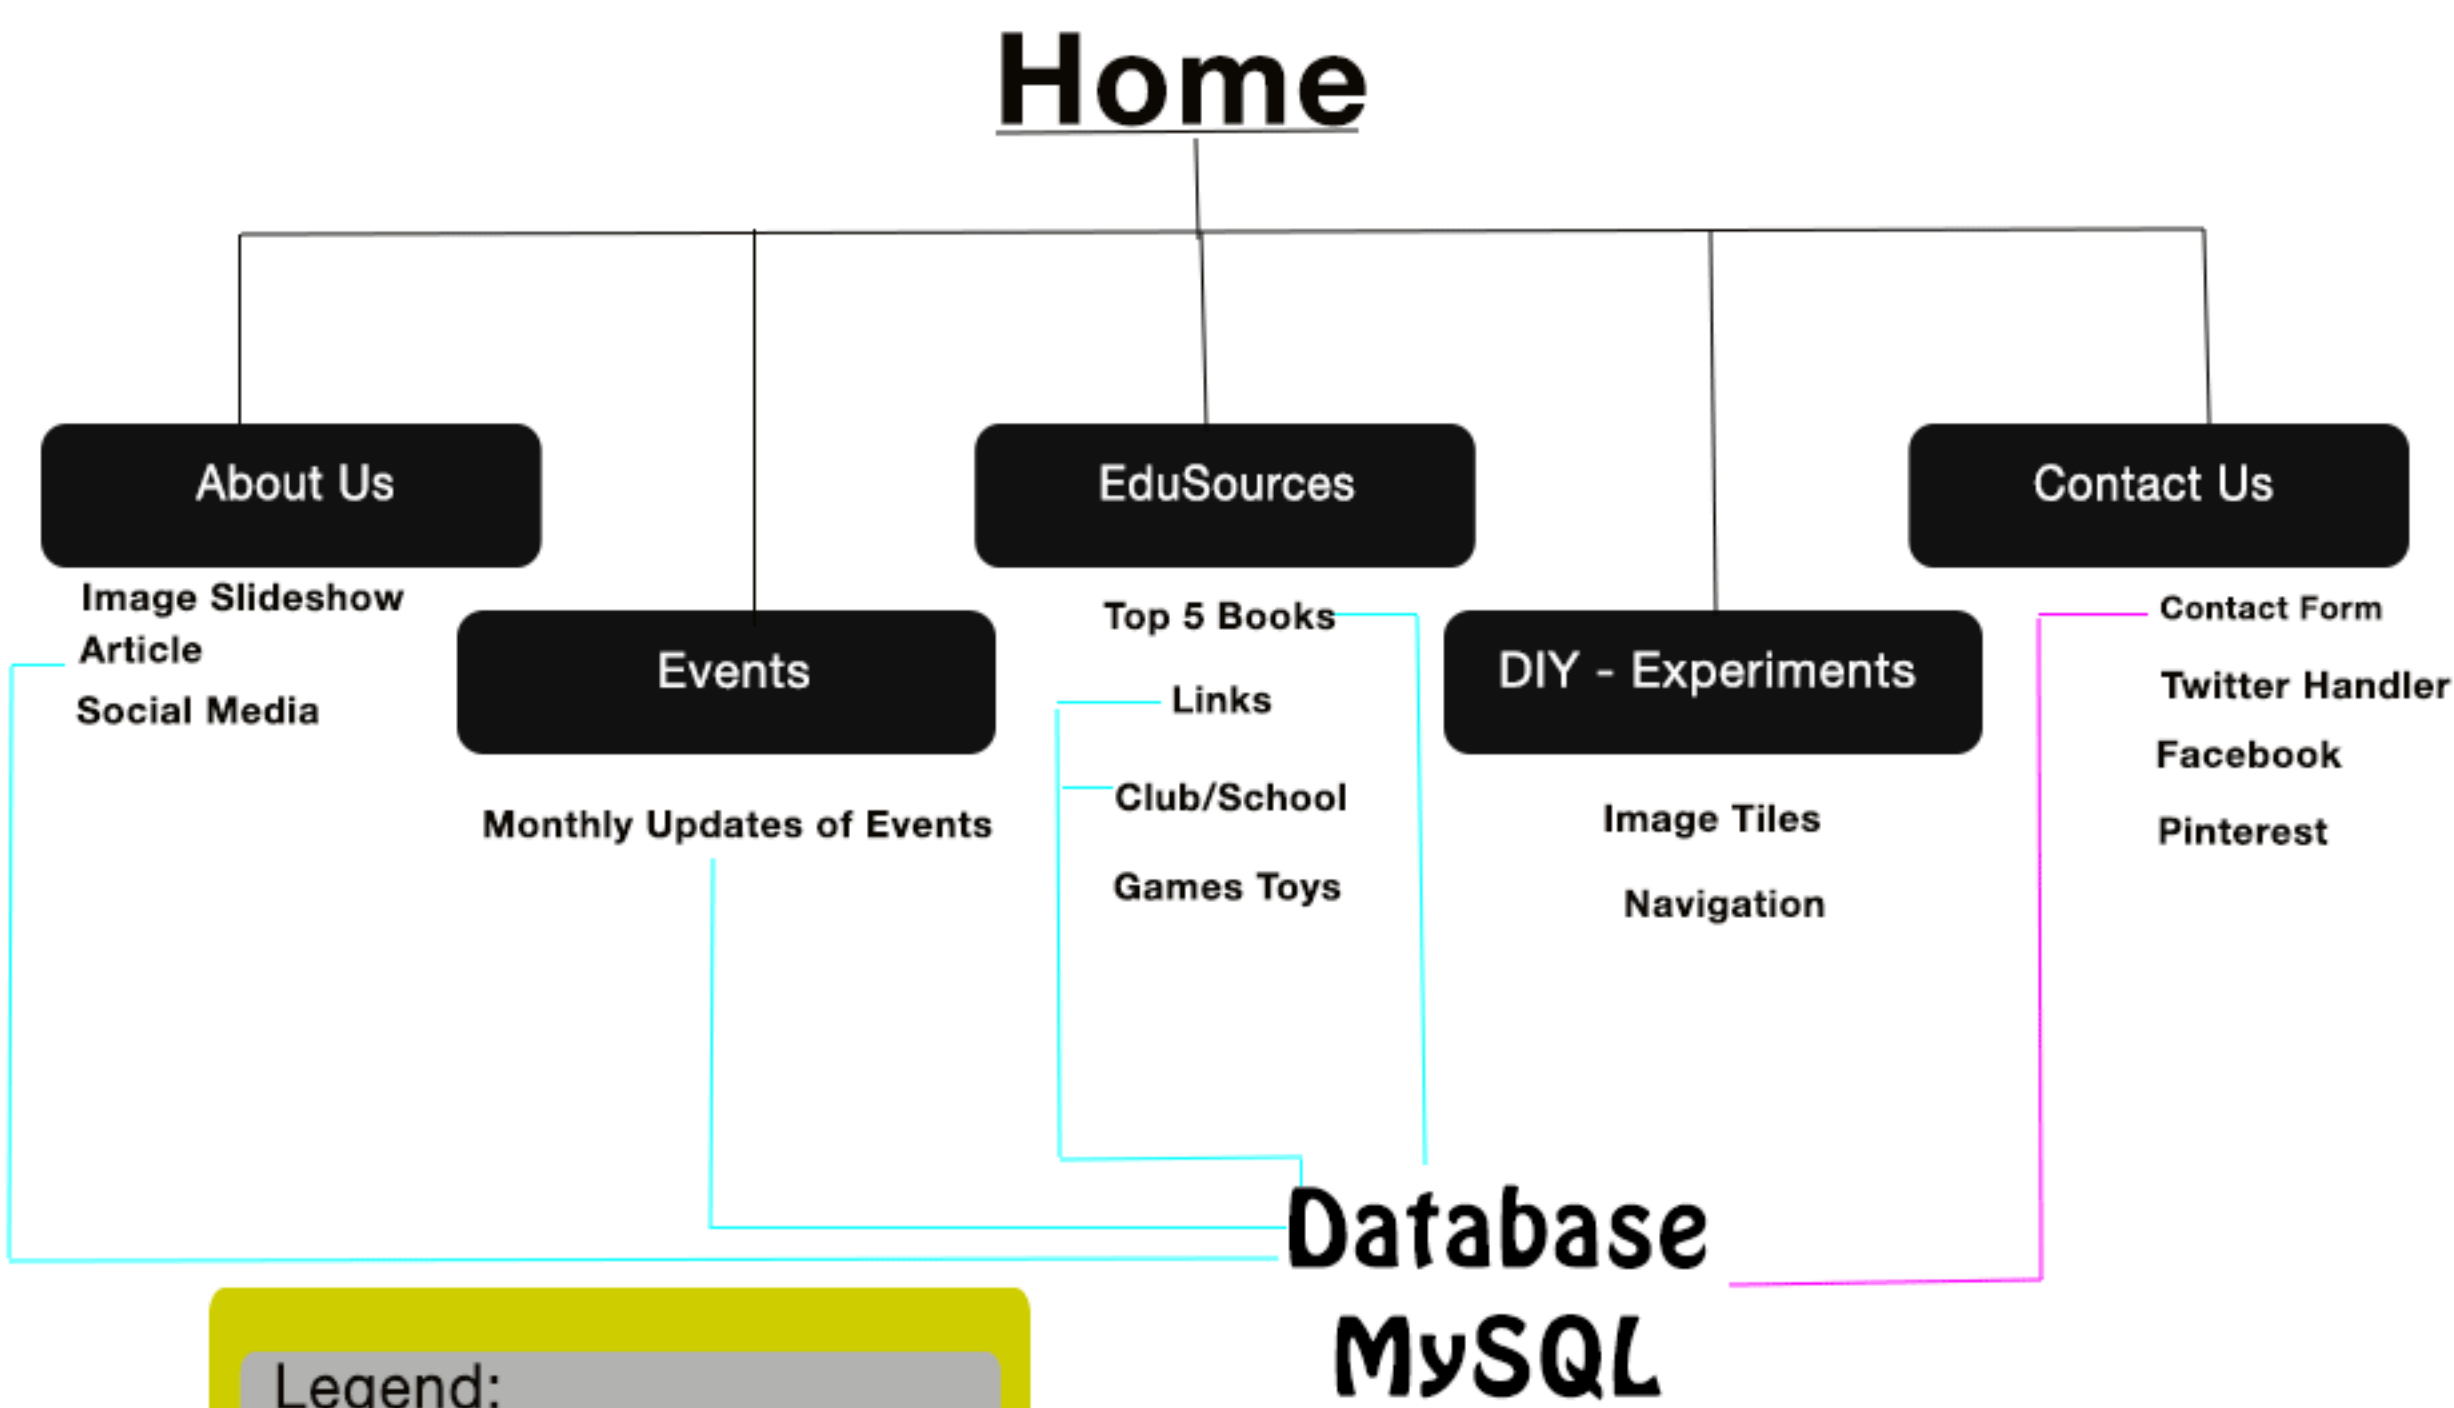 Home
About Us
Image Slideshow
Article
Social Media
Events
Monthly Updates of Events
EduSources
Top 5 Books
Links
Club/School
Games Toys
DIY - Experiments
Image Tiles
Navigation
Contact Us
Contact Form
Twitter Handler
Facebook
Pinterest
Database
MySQL
Legend: